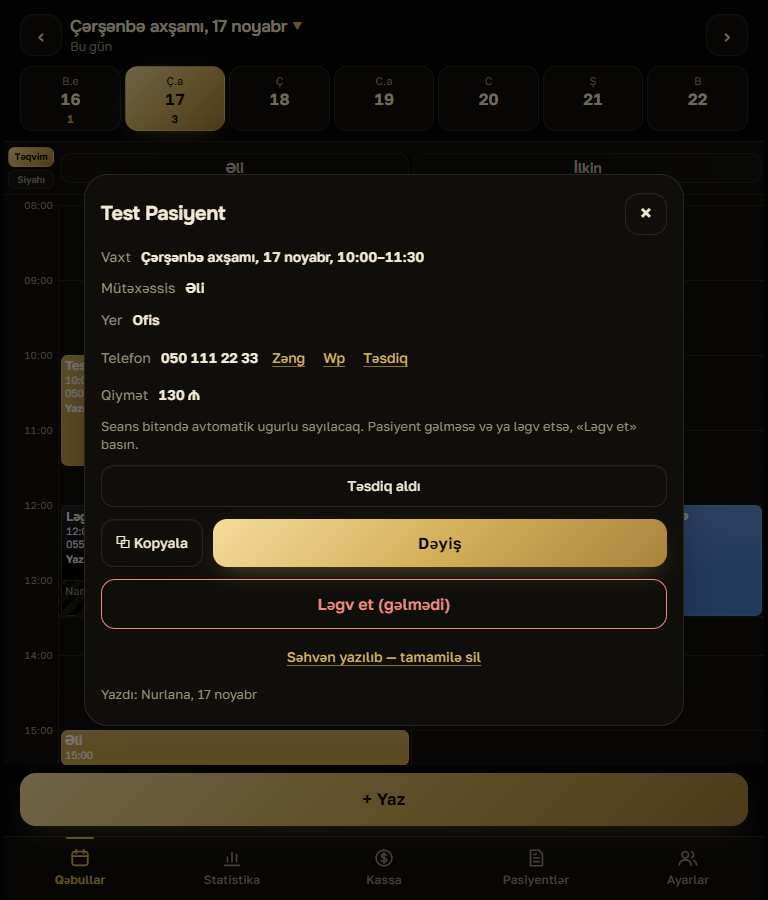 Çərşənbə axşamı, 17 noyabr ▼
Bu gün
B.e
16
1
Ç.a
17
3
Ç
18
C.a
19
C
20
Ş
21
B
22
Təqvim
Siyahı
Əli
İlkin
08:00
09:00
10:00
11:00
12:00
13:00
14:00
15:00
Test Pasiyent
×
Vaxt Çərşənbə axşamı, 17 noyabr, 10:00–11:30
Mütəxəssis Əli
Yer Ofis
Telefon 050 111 22 33 Zəng Wp Təsdiq
Qiymət 130 ₼
Seans bitəndə avtomatik ugurlu sayılacaq. Pasiyent gəlməsə və ya ləgv etsə, «Ləgv et»
basın.
Təsdiq aldı
Kopyala
Dəyiş
Ləgv et (gəlmədi)
Səhvən yazılıb — tamamilə sil
Yazdı: Nurlana, 17 noyabr
Əli
15:00
+ Yaz
Qəbullar
Statistika
Kassa
Pasiyentlər
Ayarlar